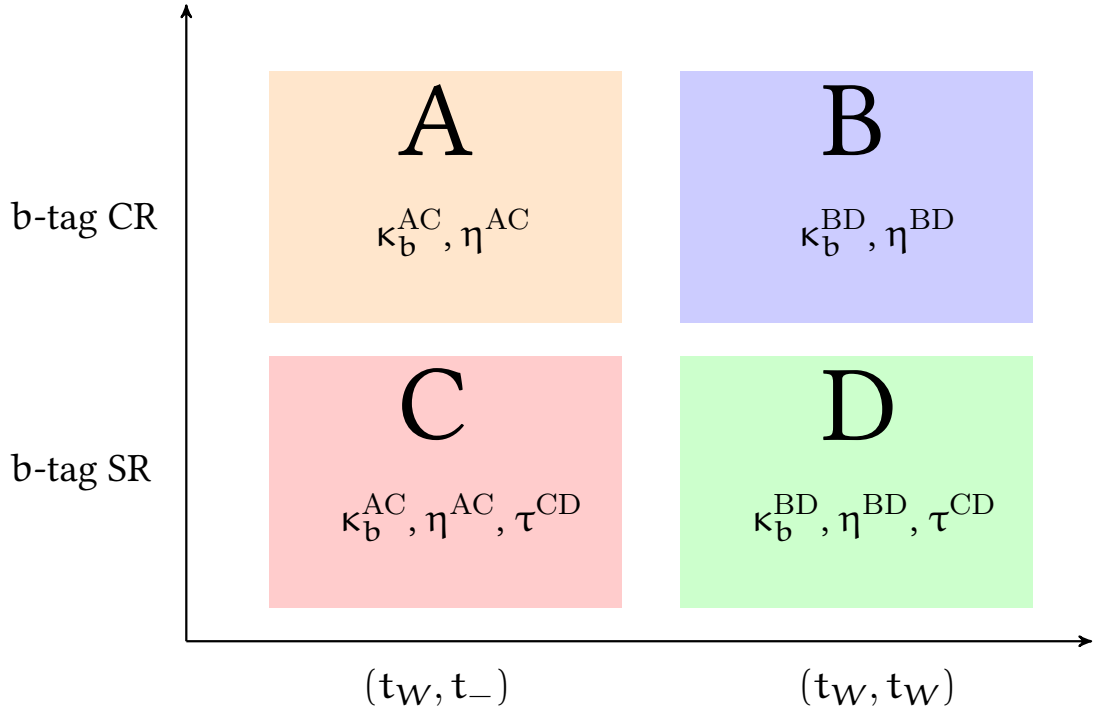 A
B
b-tag CR
κ_b^AC, η^AC
κ_b^BD, η^BD
C
D
b-tag SR
κ_b^AC, η^AC, τ^CD
κ_b^BD, η^BD, τ^CD
(t_W, t_−)
(t_W, t_W)